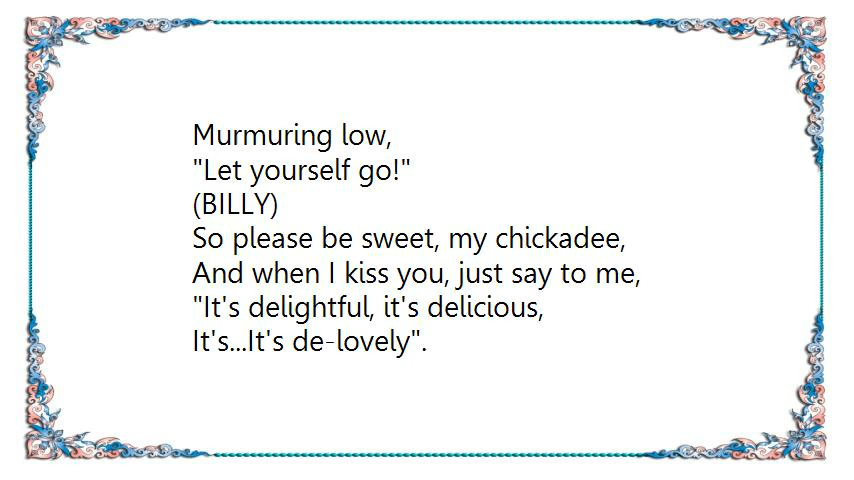 Murmuring low,
"Let yourself go!"
(BILLY)
So please be sweet, my chickadee,
And when I kiss you, just say to me,
"It's delightful, it's delicious,
It's...It's de-lovely".